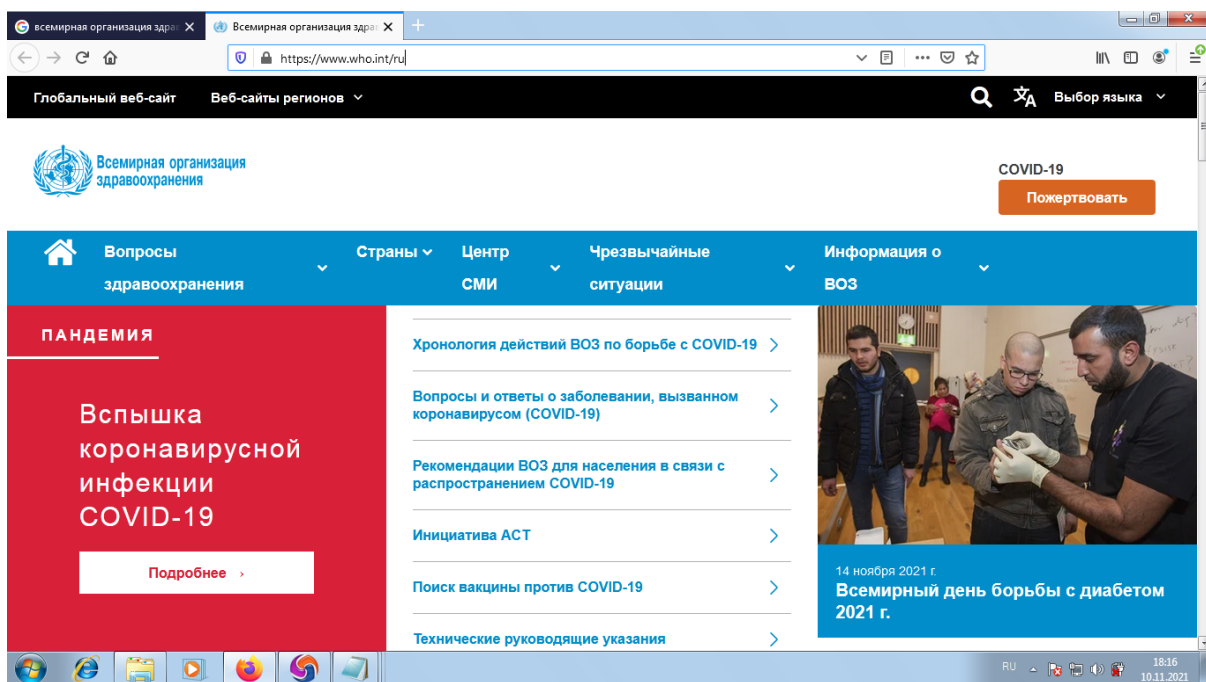 всемирная организация здра
Всемирная организация здра
https://www.who.int/ru
Глобальный веб-сайт
Веб-сайты регионов
Выбор языка
Всемирная организация
здравоохранения
COVID-19
Пожертвовать
Вопросы
здравоохранения
Страны
Центр
СМИ
Чрезвычайные
ситуации
Информация о
ВОЗ
ПАНДЕМИЯ
Вспышка
коронавирусной
инфекции
COVID-19
Подробнее
Хронология действий ВОЗ по борьбе с COVID-19
Вопросы и ответы о заболевании, вызванном
коронавирусом (COVID-19)
Рекомендации ВОЗ для населения в связи с
распространением COVID-19
Инициатива ACT
Поиск вакцины против COVID-19
Технические руководящие указания
14 ноября 2021 г.
Всемирный день борьбы с диабетом
2021 г.
RU
18:16
10.11.2021